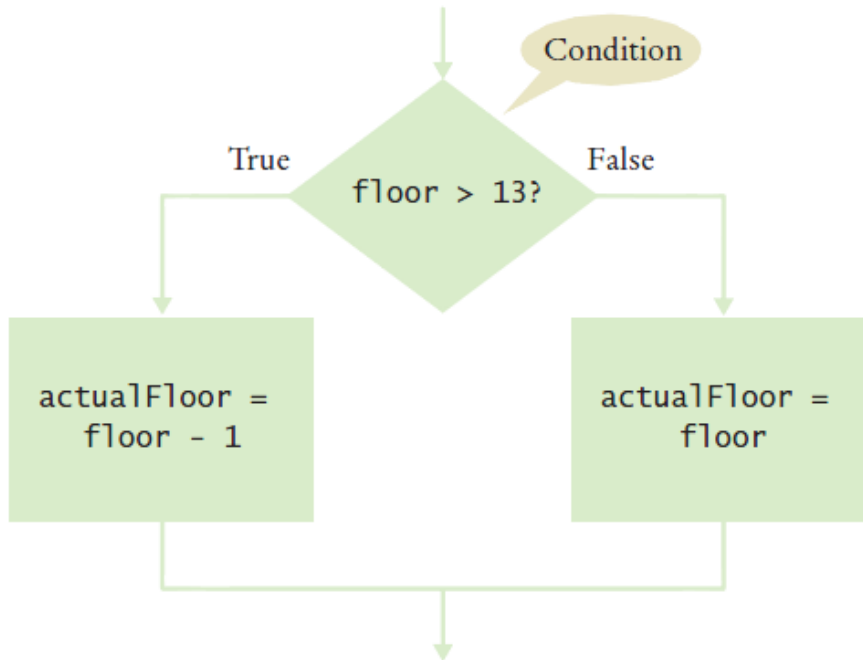 Condition
True
False
floor > 13?
actualFloor =
floor - 1
actualFloor =
floor